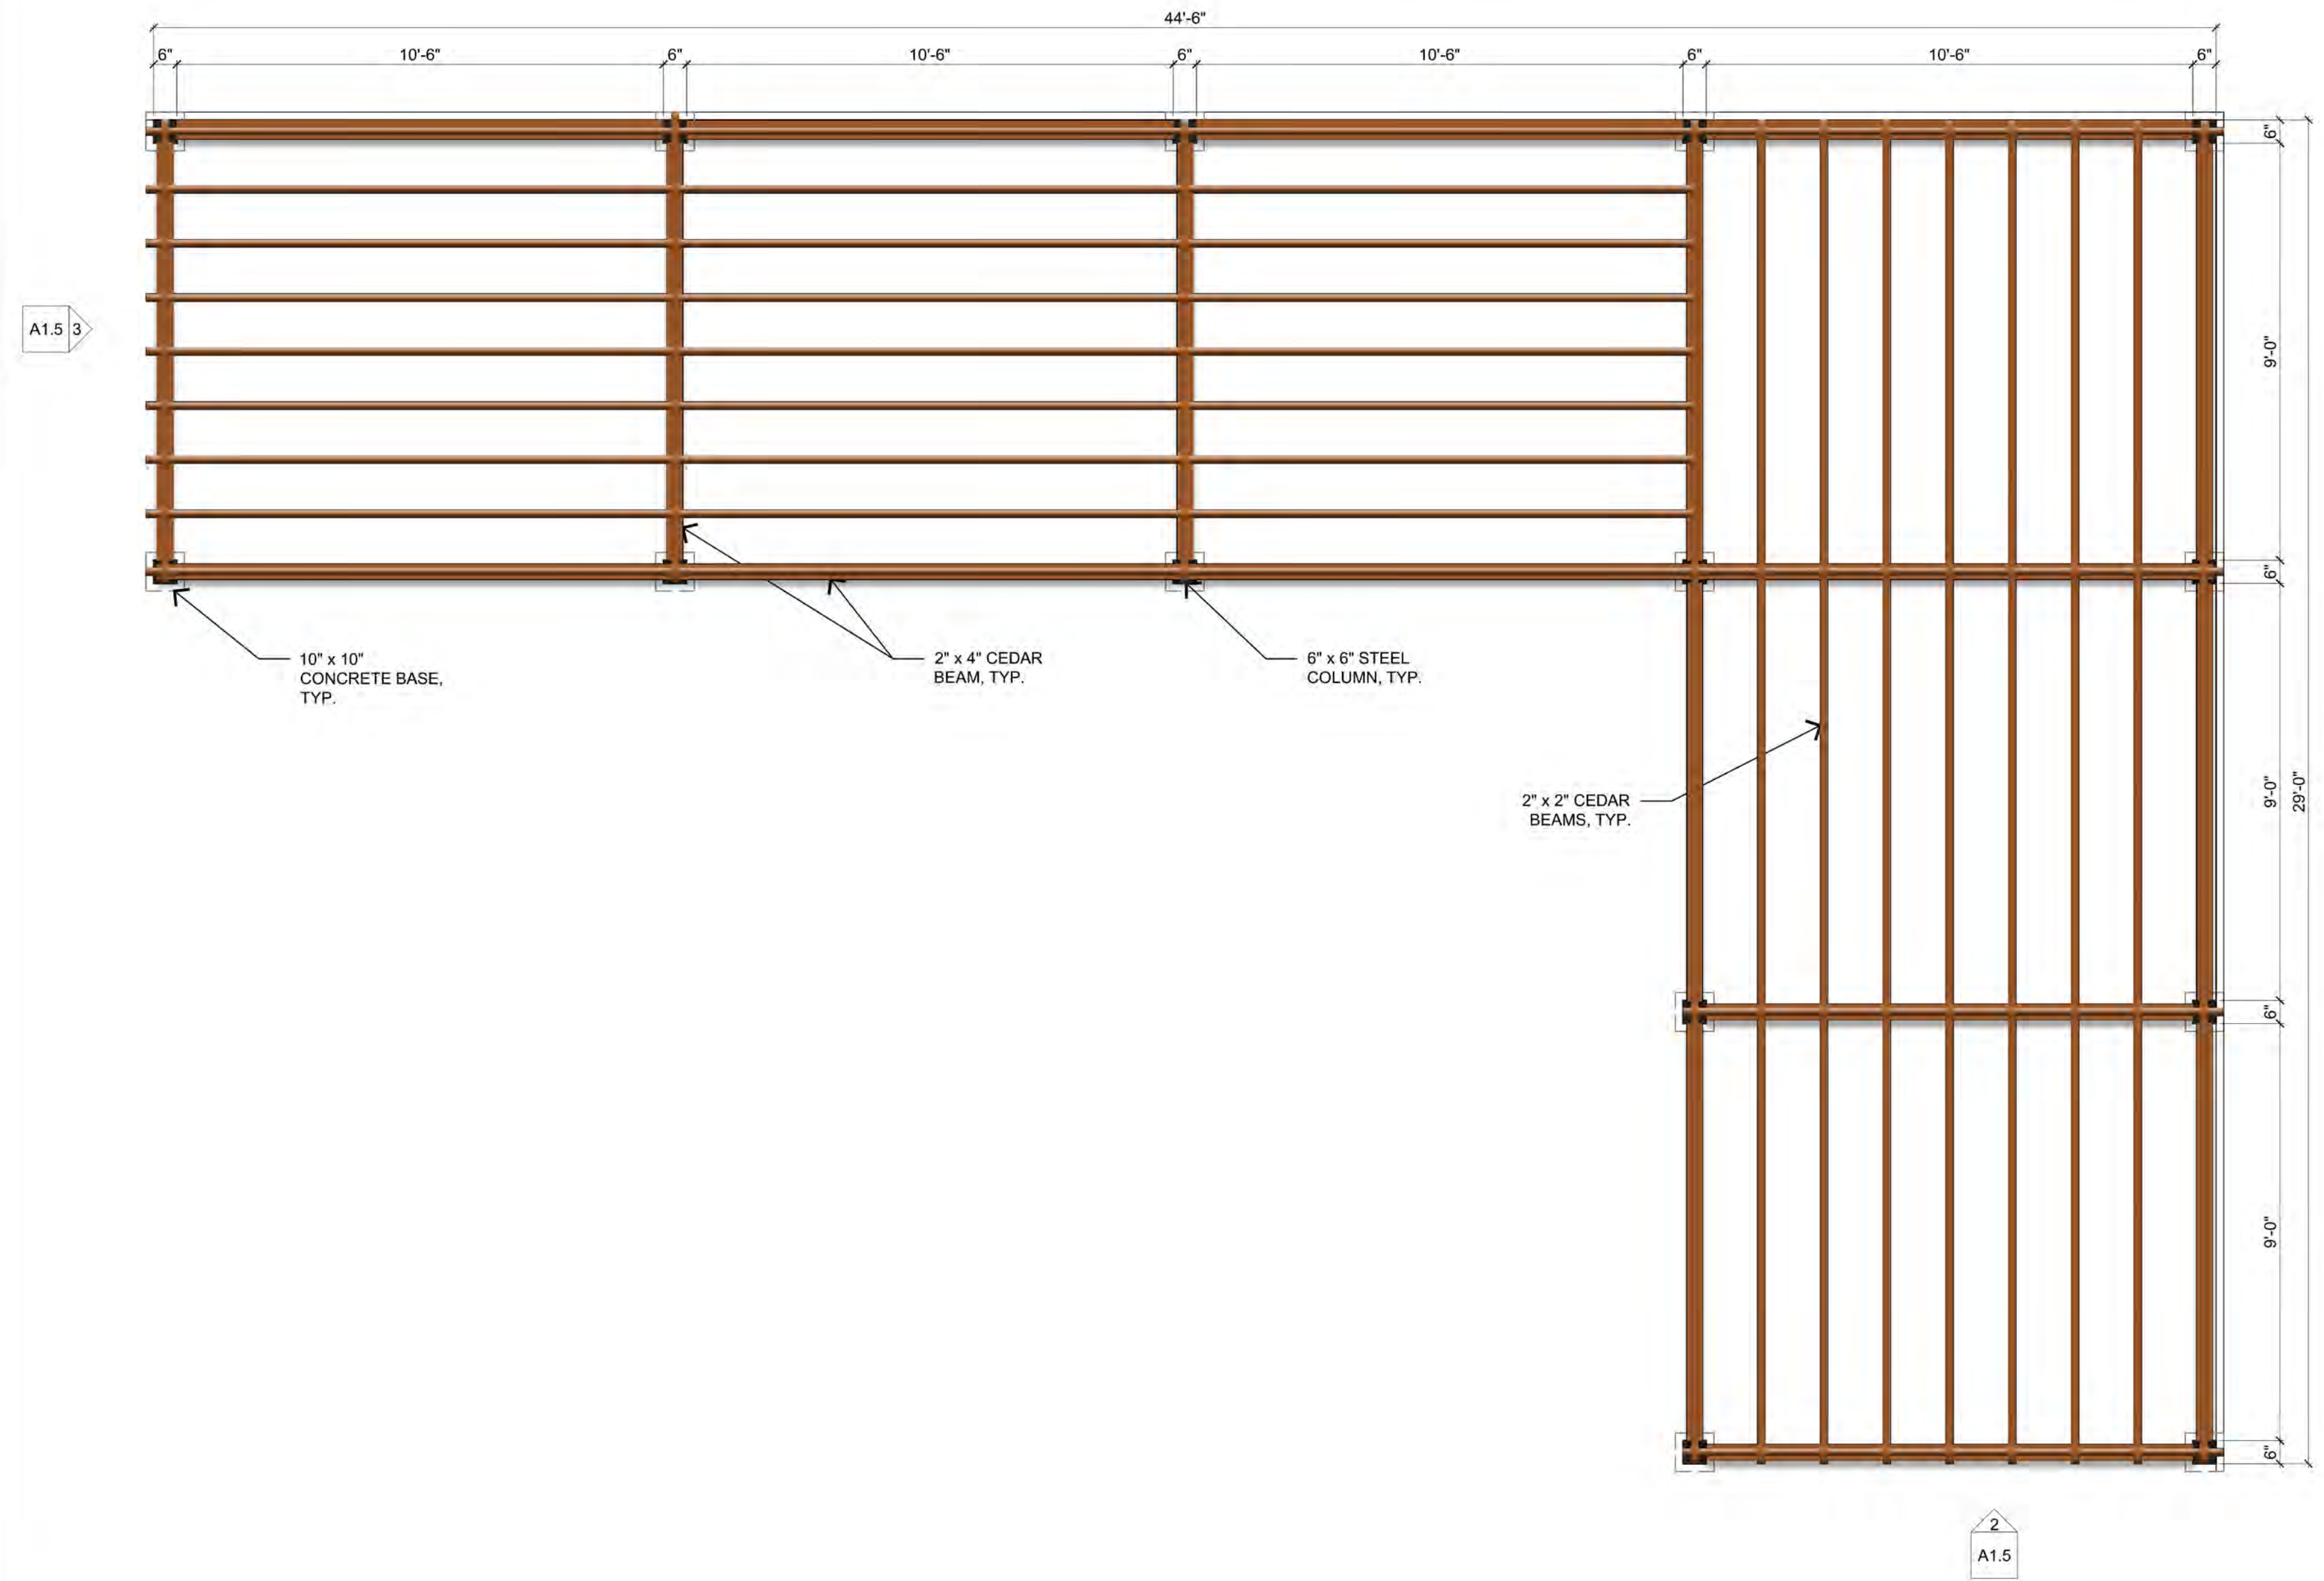 44'-6"
6" 10'-6" 6" 10'-6" 6" 10'-6" 6" 10'-6" 6"
6"
9'-0"
A1.5 3
6"
10" x 10"
CONCRETE BASE,
TYP.
2" x 4" CEDAR
BEAM, TYP.
6" x 6" STEEL
COLUMN, TYP.
2" x 2" CEDAR
BEAMS, TYP.
9'-0"
29'-0"
6"
9'-0"
6"
2
A1.5